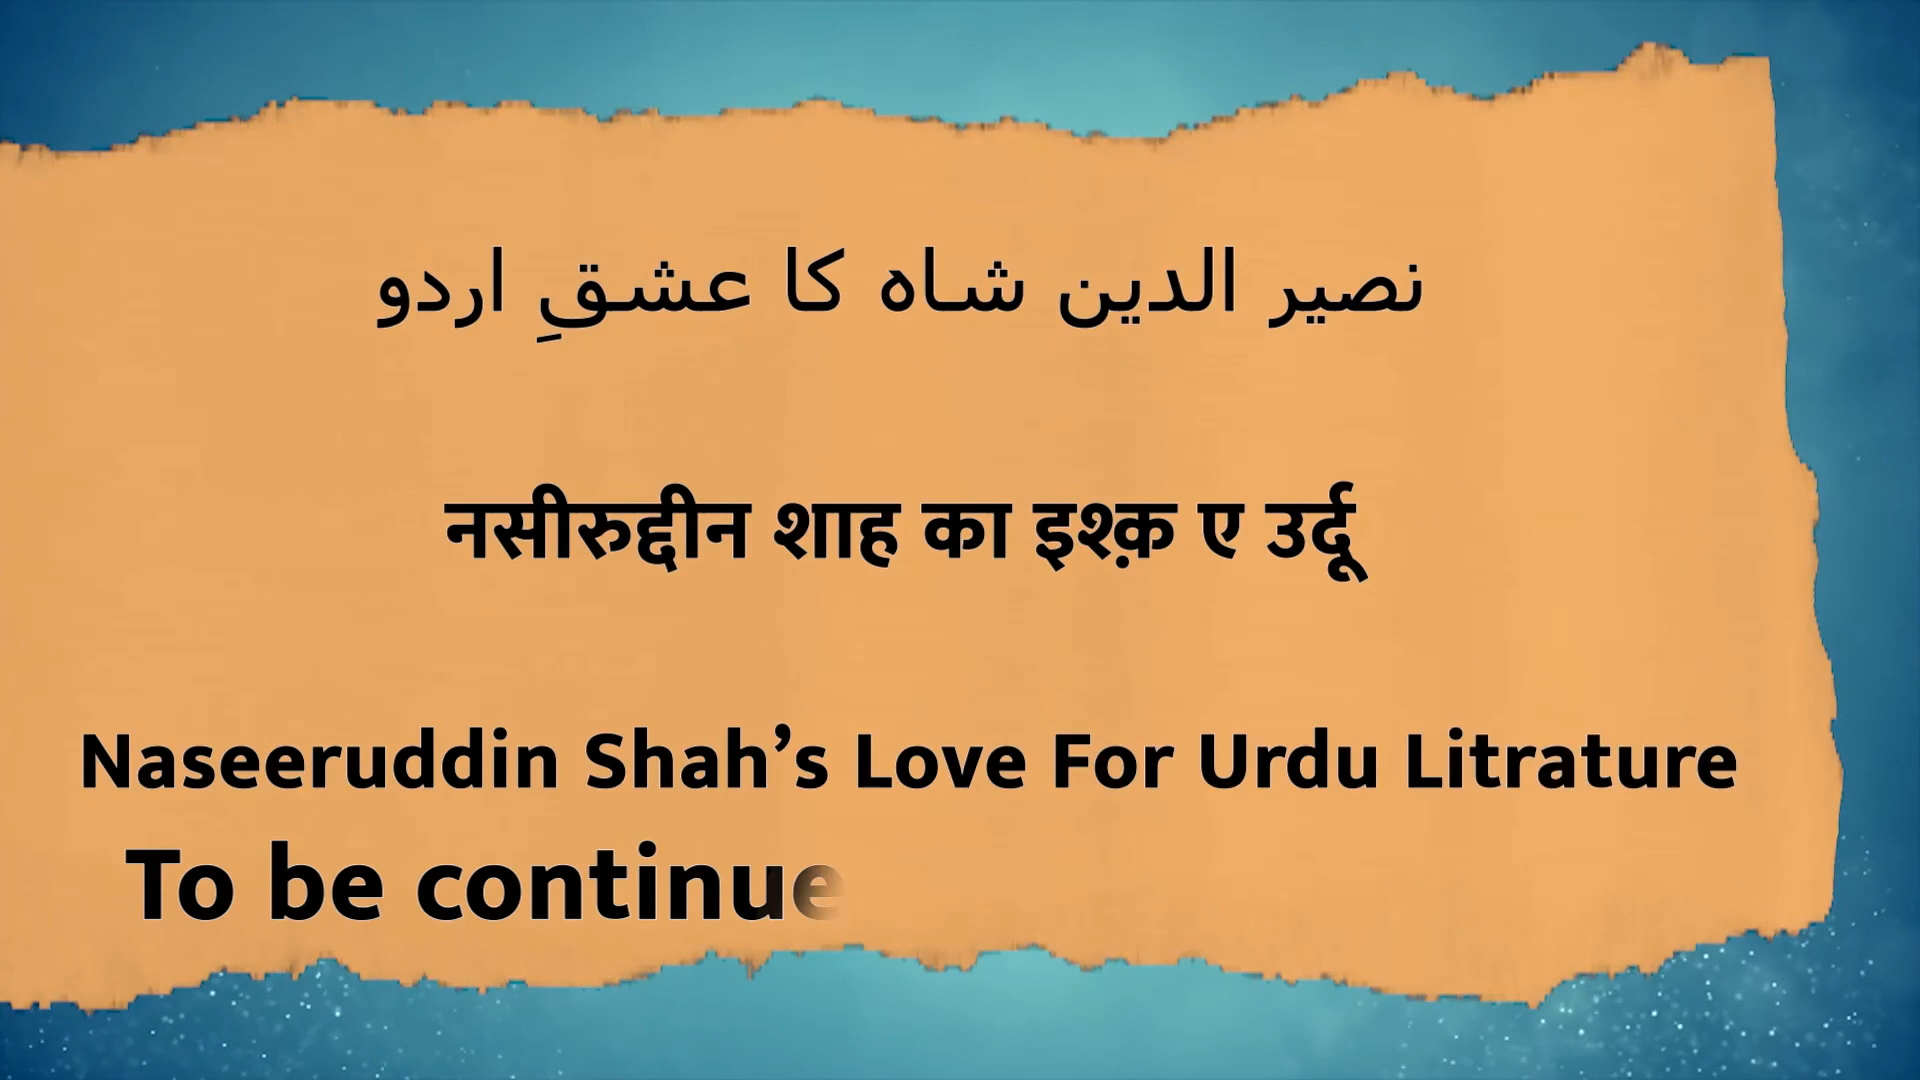 نصیر الدین شاہ کا عشقِ اردو
नसीरुद्दीन शाह का इश्क़ ए उर्दू
Naseeruddin Shah’s Love For Urdu Litrature
To be continue